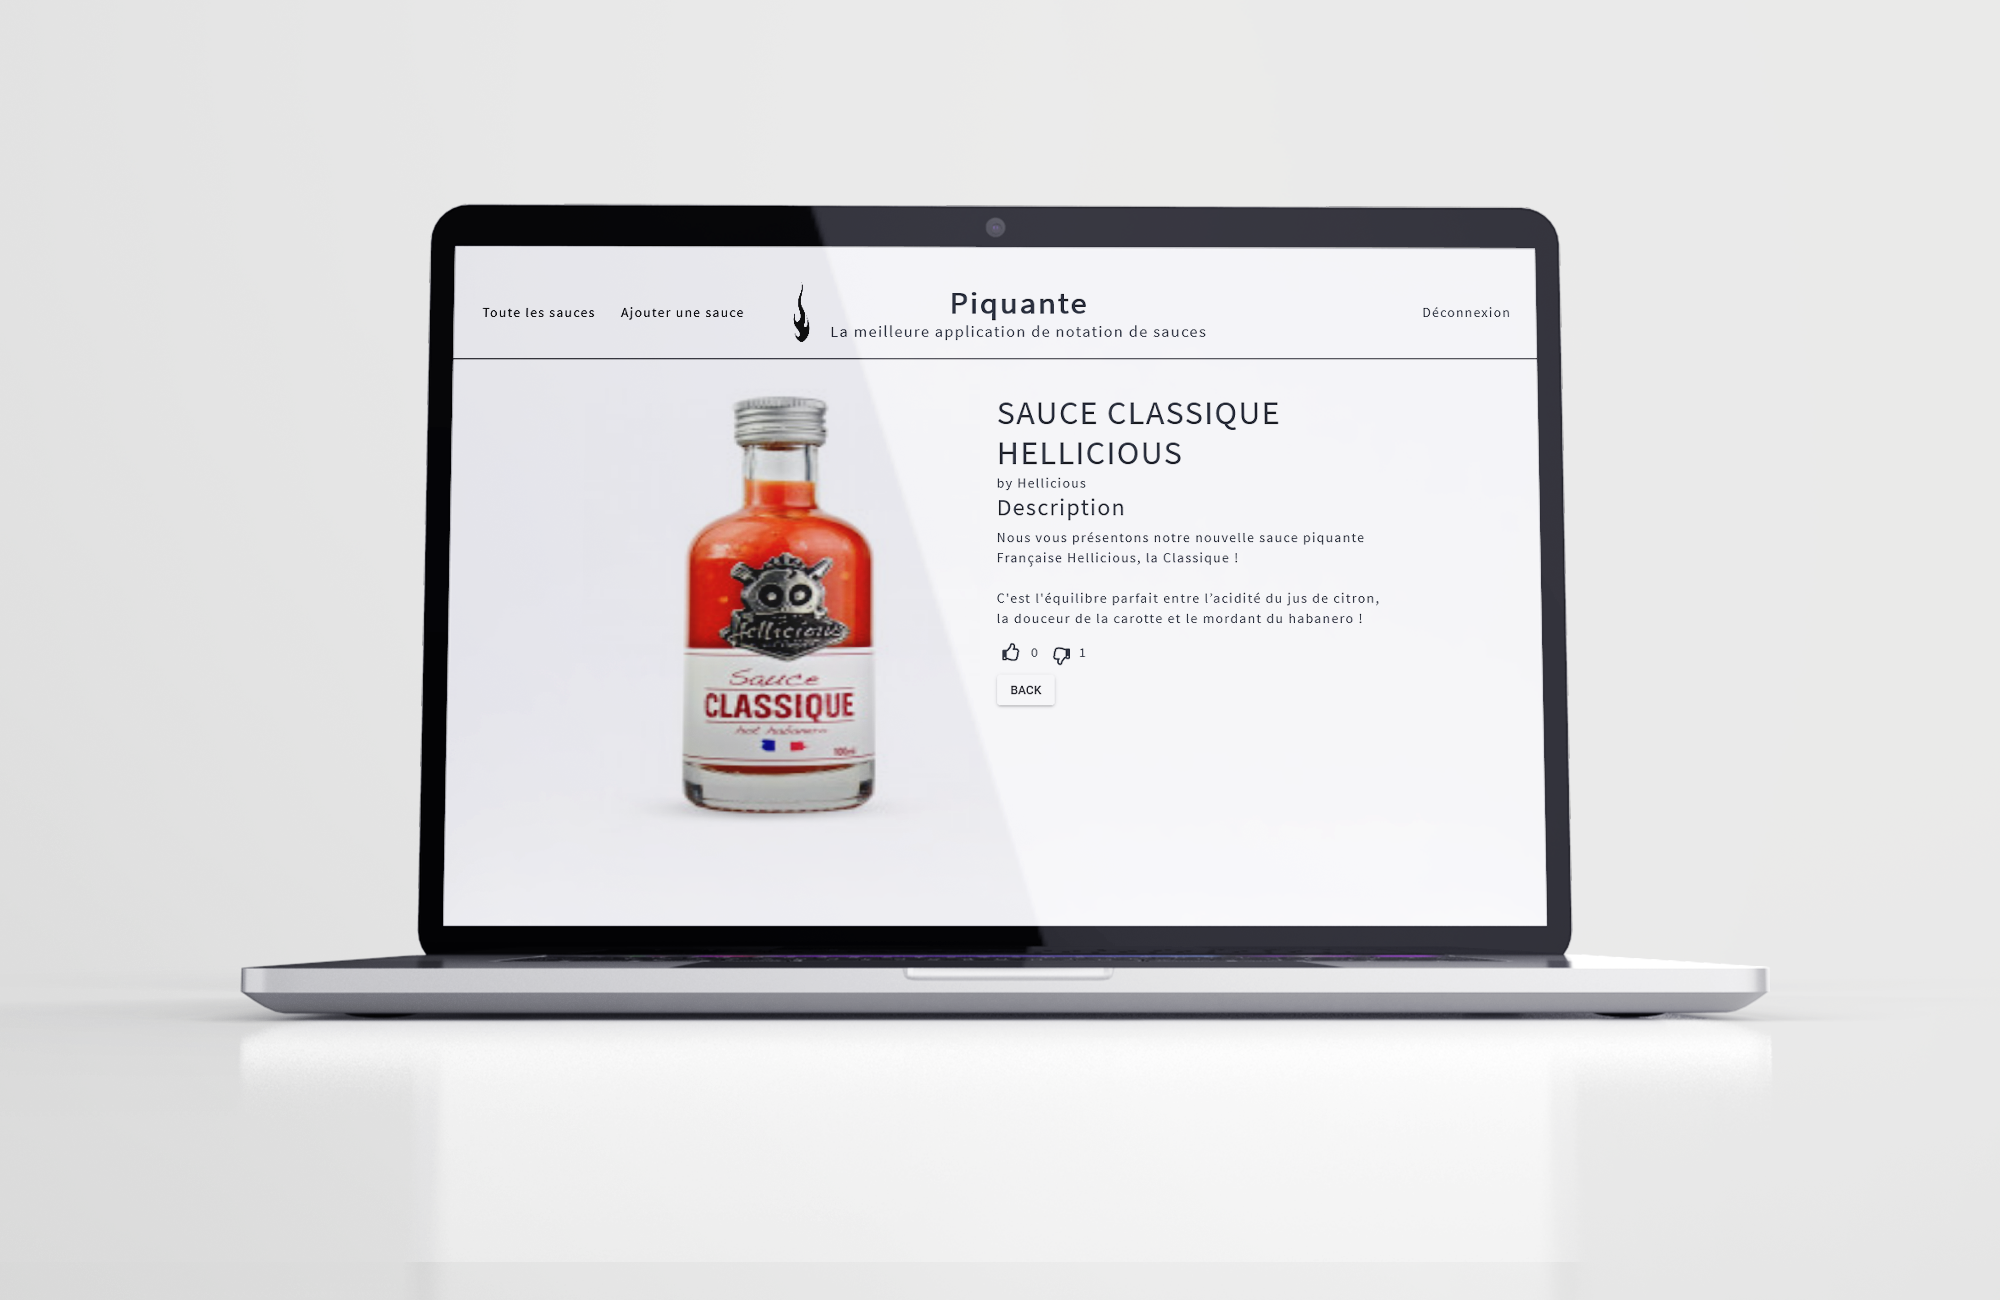 Toute les sauces
Ajouter une sauce
Piquante
La meilleure application de notation de sauces
Déconnexion
SAUCE CLASSIQUE
HELLICIOUS
by Hellicious
Description
Nous vous présentons notre nouvelle sauce piquante
Française Hellicious, la Classique !
C'est l'équilibre parfait entre l’acidité du jus de citron,
la douceur de la carotte et le mordant du habanero !
0
1
BACK
Hellicious
Sauce
CLASSIQUE
hot habanero
100ml